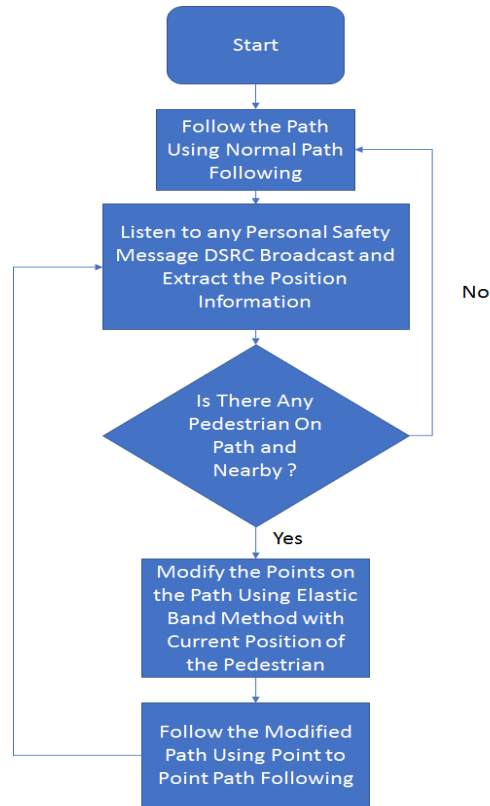 Start
Follow the Path
Using Normal Path
Following
Listen to any Personal Safety
Message DSRC Broadcast and
Extract the Position
Information
No
Is There Any
Pedestrian On
Path and
Nearby ?
Yes
Modify the Points on
the Path Using Elastic
Band Method with
Current Position of
the Pedestrian
Follow the Modified
Path Using Point to
Point Path Following